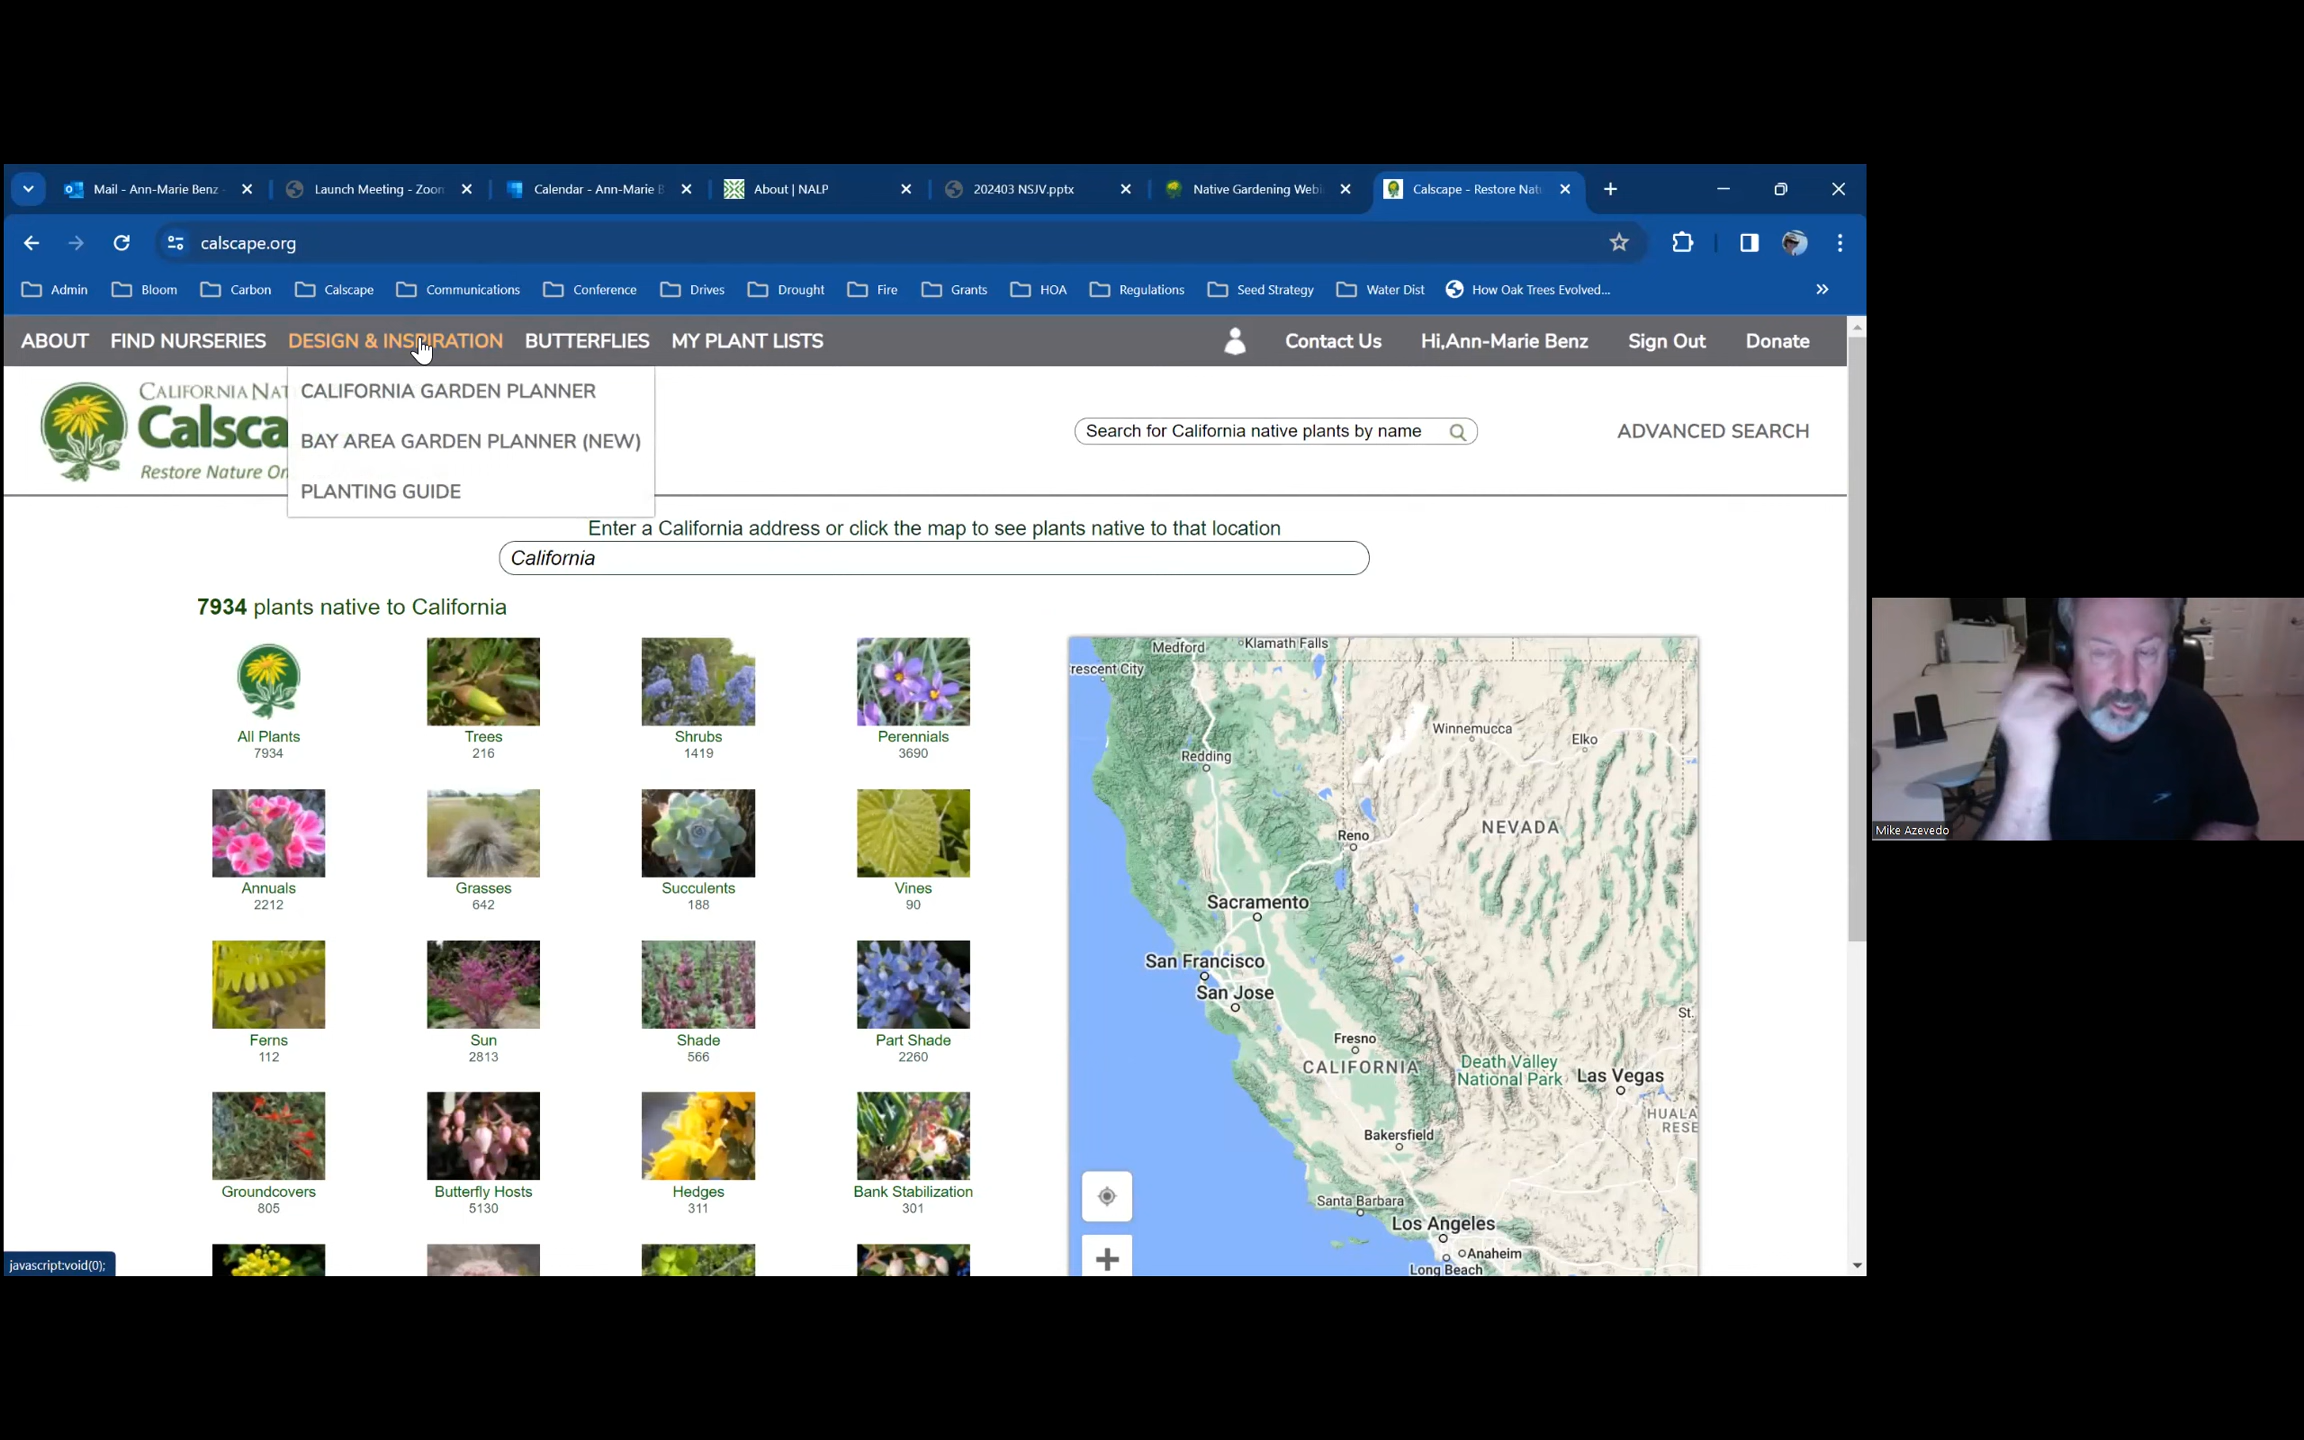 Mail - Ann-Marie Benz -
Launch Meeting - Zoom
Calendar - Ann-Marie B
About | NALP
202403 NSJV.pptx
Native Gardening Webi
Calscape - Restore Nat
calscape.org
Admin
Bloom
Carbon
Calscape
Communications
Conference
Drives
Drought
Fire
Grants
HOA
Regulations
Seed Strategy
Water Dist
How Oak Trees Evolved...
ABOUT
FIND NURSERIES
DESIGN & INSPIRATION
BUTTERFLIES
MY PLANT LISTS
Contact Us
Hi,Ann-Marie Benz
Sign Out
Donate
CALIFORNIA GARDEN PLANNER
BAY AREA GARDEN PLANNER (NEW)
PLANTING GUIDE
CALIFORNIA NAT
Calsca
Restore Nature On
Search for California native plants by name
ADVANCED SEARCH
Enter a California address or click the map to see plants native to that location
California
7934 plants native to California
All Plants
7934
Trees
216
Shrubs
1419
Perennials
3690
Annuals
2212
Grasses
642
Succulents
188
Vines
90
Ferns
112
Sun
2813
Shade
566
Part Shade
2260
Groundcovers
805
Butterfly Hosts
5130
Hedges
311
Bank Stabilization
301
Medford
Klamath Falls
rescent City
Winnemucca
Elko
Redding
Reno
NEVADA
Sacramento
San Francisco
San Jose
St.
Fresno
CALIFORNIA
Death Valley
National Park
Las Vegas
HUALA
RESE
Bakersfield
Santa Barbara
Los Angeles
Anaheim
Long Beach
javascript:void(0);
Mike Azevedo